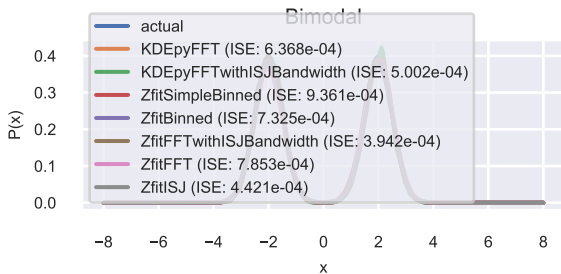 Bimodal
actual
KDEpyFFT (ISE: 6.368e-04)
KDEpyFFTwithISJBandwidth (ISE: 5.002e-04)
ZfitSimpleBinned (ISE: 9.361e-04)
ZfitBinned (ISE: 7.325e-04)
ZfitFFTwithISJBandwidth (ISE: 3.942e-04)
ZfitFFT (ISE: 7.853e-04)
ZfitISJ (ISE: 4.421e-04)
P(x)
0.4
0.3
0.2
0.1
0.0
−8 −6 −4 −2 0 2 4 6 8
x